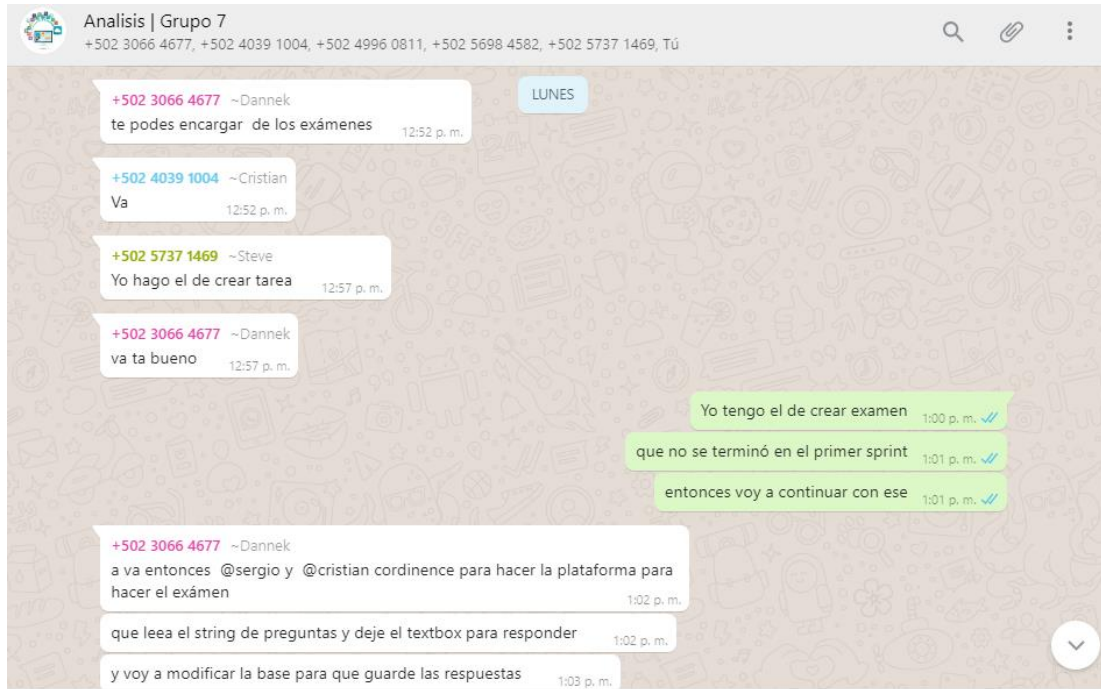 Analisis | Grupo 7
+502 3066 4677, +502 4039 1004, +502 4996 0811, +502 5698 4582, +502 5737 1469, Tú
LUNES
+502 3066 4677 ~Dannek
te podes encargar de los exámenes 12:52 p. m.
+502 4039 1004 ~Cristian
Va 12:52 p. m.
+502 5737 1469 ~Steve
Yo hago el de crear tarea 12:57 p. m.
+502 3066 4677 ~Dannek
va ta bueno 12:57 p. m.
Yo tengo el de crear examen 1:00 p. m.
que no se terminó en el primer sprint 1:01 p. m.
entonces voy a continuar con ese 1:01 p. m.
+502 3066 4677 ~Dannek
a va entonces @sergio y @cristian cordinence para hacer la plataforma para
hacer el exámen 1:02 p. m.
que leea el string de preguntas y deje el textbox para responder 1:02 p. m.
y voy a modificar la base para que guarde las respuestas 1:03 p. m.